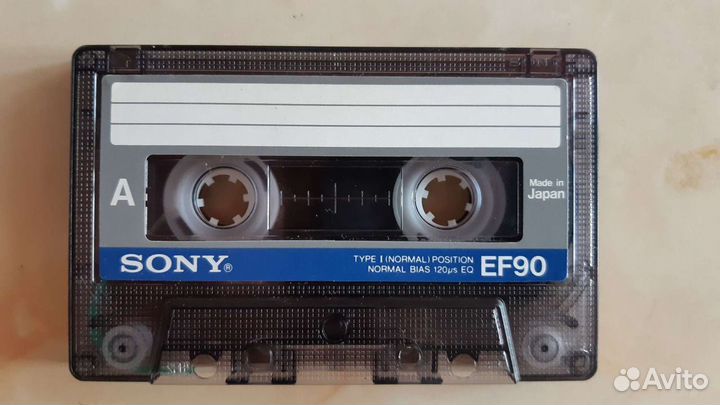 A
Made in
Japan
SONY®
TYPE I (NORMAL) POSITION
NORMAL BIAS 120µs EQ
EF90
Avito